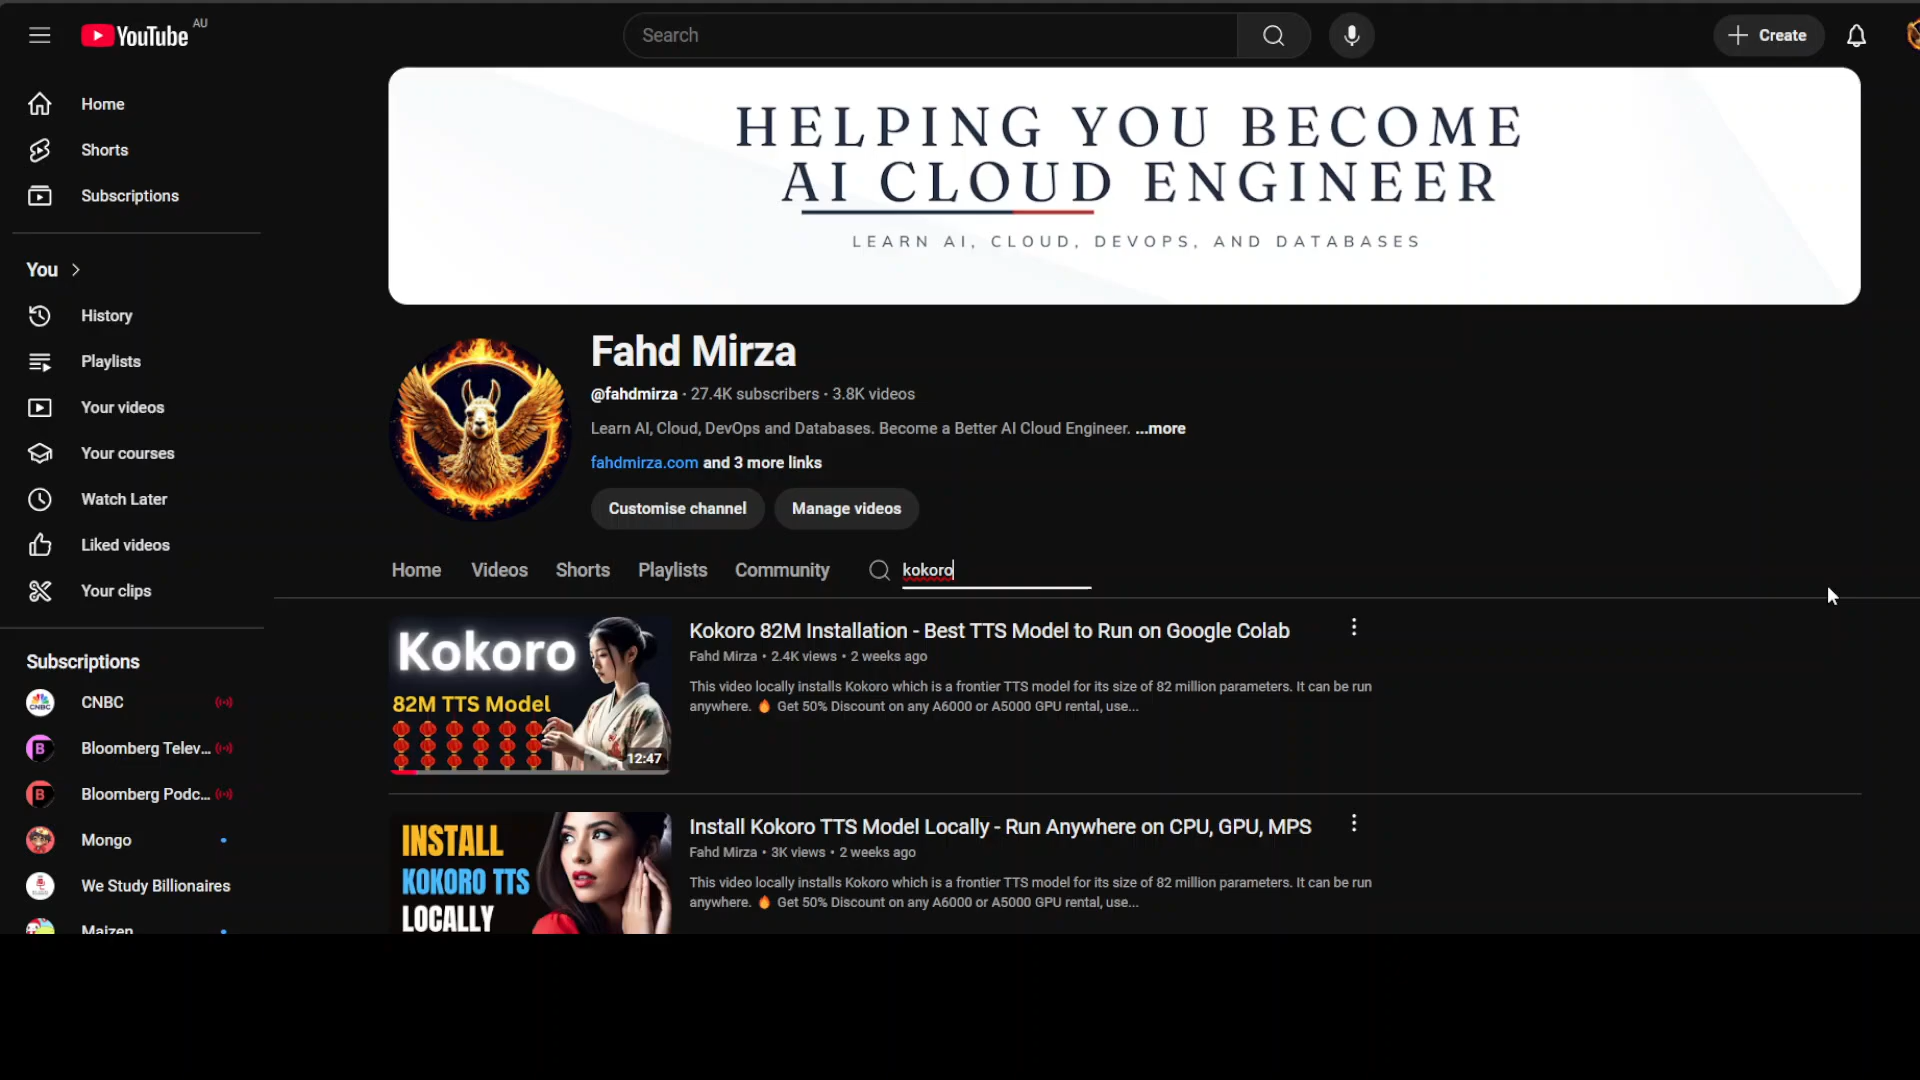 YouTube AU
Search
Create
Home
Shorts
Subscriptions
You
History
Playlists
Your videos
Your courses
Watch Later
Liked videos
Your clips
Subscriptions
CNBC
Bloomberg Telev...
Bloomberg Podc...
Mongo
We Study Billionaires
Maizen
HELPING YOU BECOME
AI CLOUD ENGINEER
LEARN AI, CLOUD, DEVOPS, AND DATABASES
Fahd Mirza
@fahdmirza · 27.4K subscribers · 3.8K videos
Learn AI, Cloud, DevOps and Databases. Become a Better AI Cloud Engineer. ...more
fahdmirza.com and 3 more links
Customise channel
Manage videos
Home Videos Shorts Playlists Community kokoro
Kokoro
82M TTS Model
12:47
Kokoro 82M Installation - Best TTS Model to Run on Google Colab
Fahd Mirza • 2.4K views • 2 weeks ago
This video locally installs Kokoro which is a frontier TTS model for its size of 82 million parameters. It can be run
anywhere. 🔥 Get 50% Discount on any A6000 or A5000 GPU rental, use...
INSTALL
KOKORO TTS
LOCALLY
Install Kokoro TTS Model Locally - Run Anywhere on CPU, GPU, MPS
Fahd Mirza • 3K views • 2 weeks ago
This video locally installs Kokoro which is a frontier TTS model for its size of 82 million parameters. It can be run
anywhere. 🔥 Get 50% Discount on any A6000 or A5000 GPU rental, use...